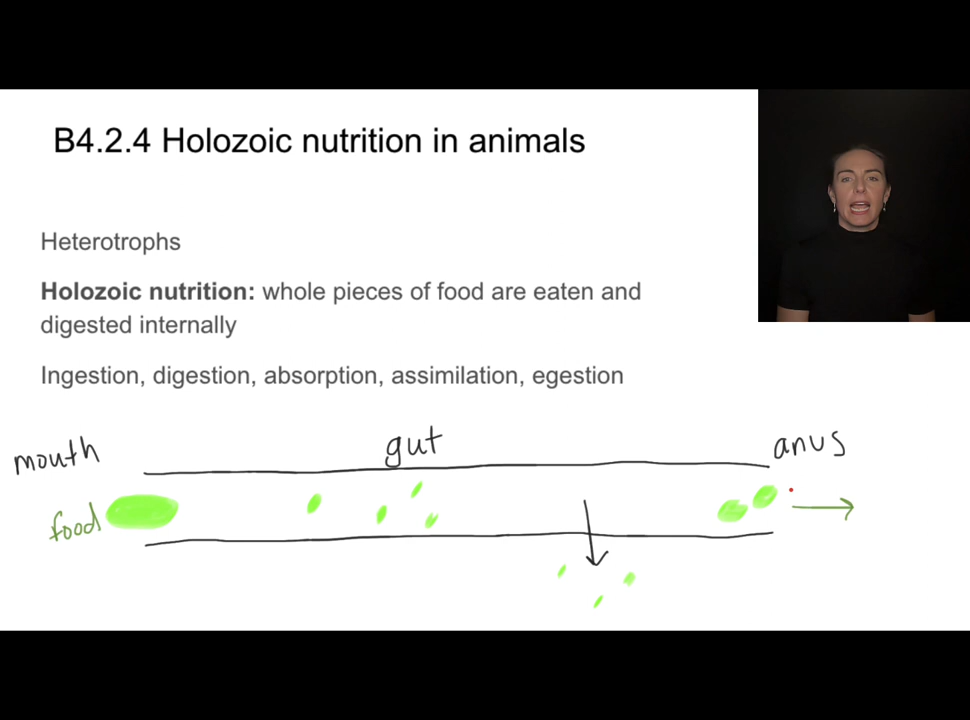 B4.2.4 Holozoic nutrition in animals
Heterotrophs
Holozoic nutrition: whole pieces of food are eaten and
digested internally
Ingestion, digestion, absorption, assimilation, egestion
mouth
gut
anus
food